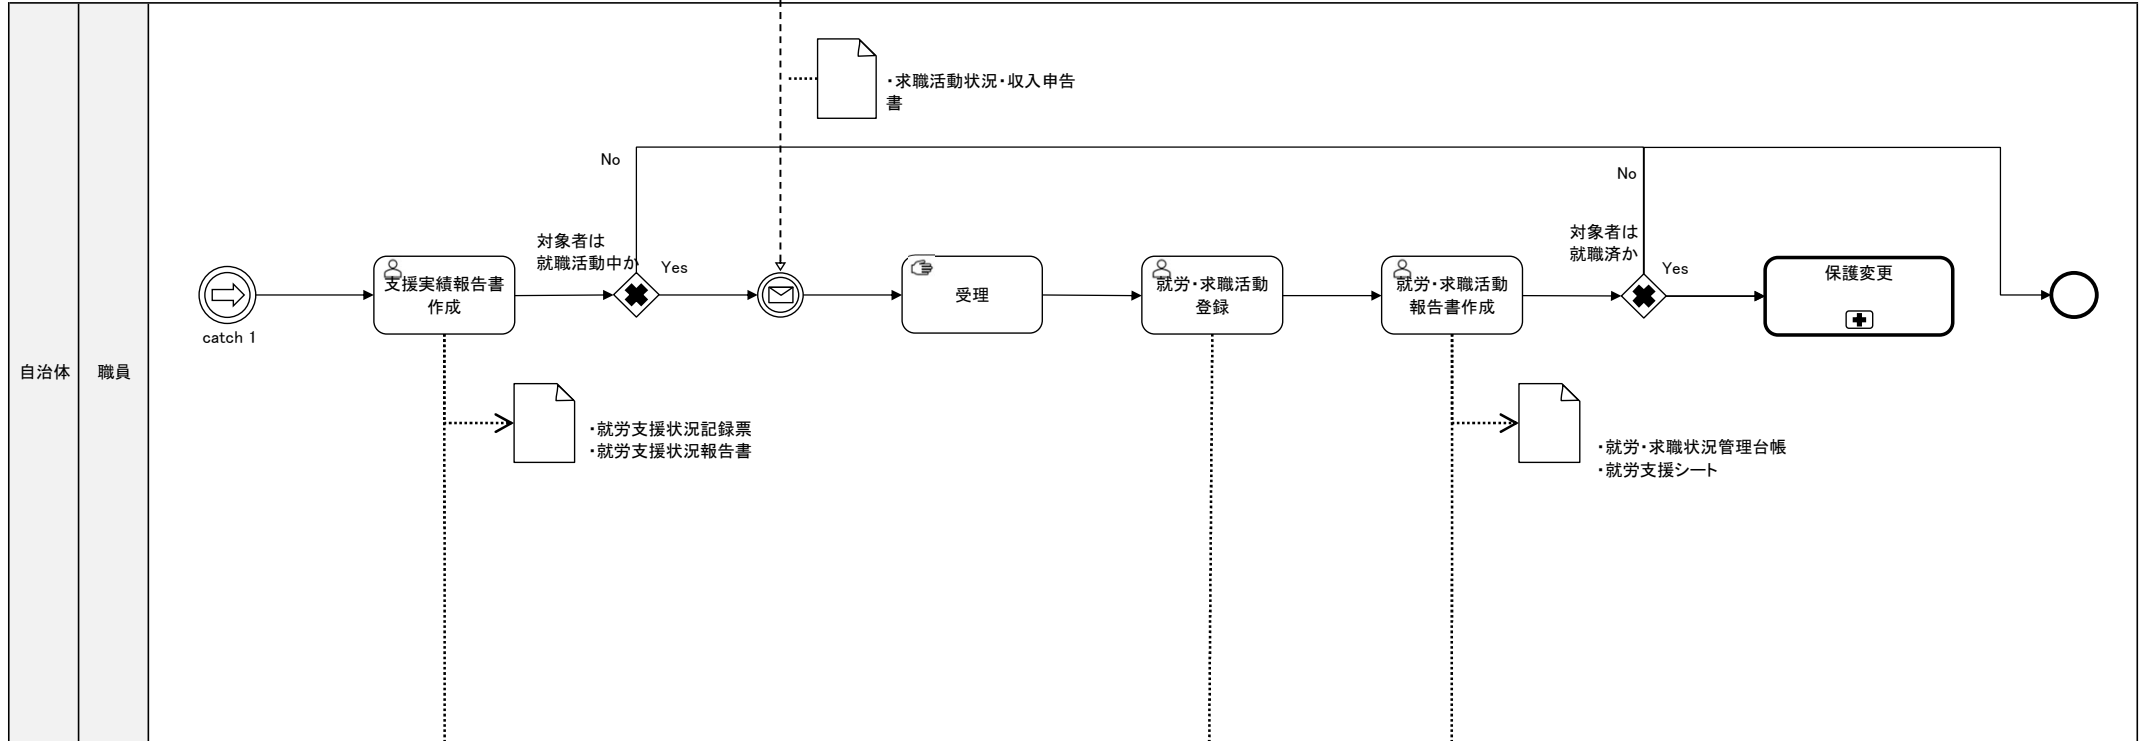 ・求職活動状況・収入申告
書
No
No
対象者は
就職活動中か
Yes
対象者は
就職済か
Yes
支援実績報告書
作成
受理
就労・求職活動
登録
就労・求職活動
報告書作成
保護変更
catch 1
自治体
職員
・就労支援状況記録票
・就労支援状況報告書
・就労・求職状況管理台帳
・就労支援シート